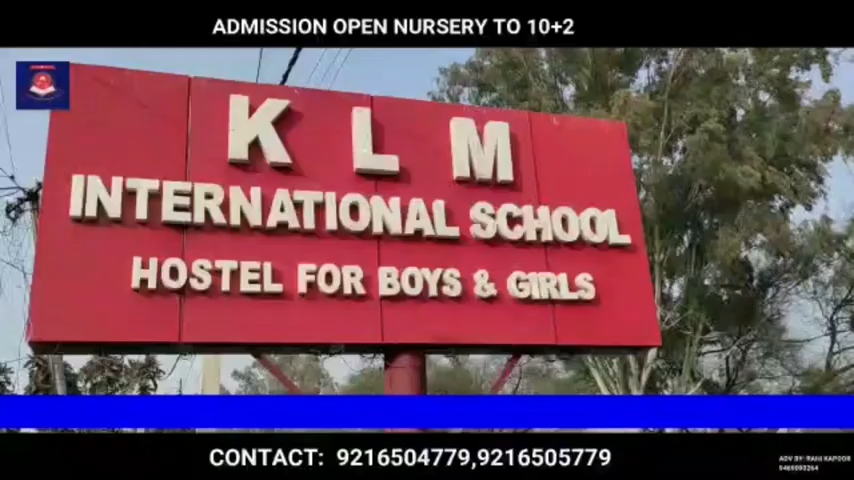 ADMISSION OPEN NURSERY TO 10+2
K L M
INTERNATIONAL SCHOOL
HOSTEL FOR BOYS & GIRLS
CONTACT: 9216504779,9216505779
ADV BY: RAHI KAPOOR